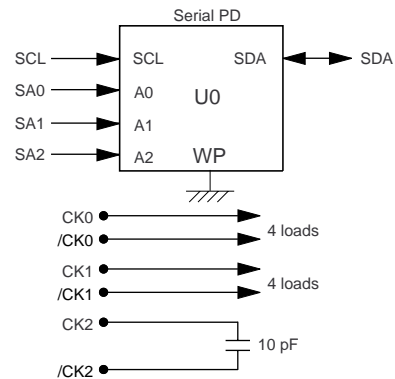 Serial PD
SCL SCL SDA SDA
SA0 A0
U0
SA1 A1
SA2 A2 WP
CK0
4 loads
/CK0
CK1
4 loads
/CK1
CK2
10 pF
/CK2